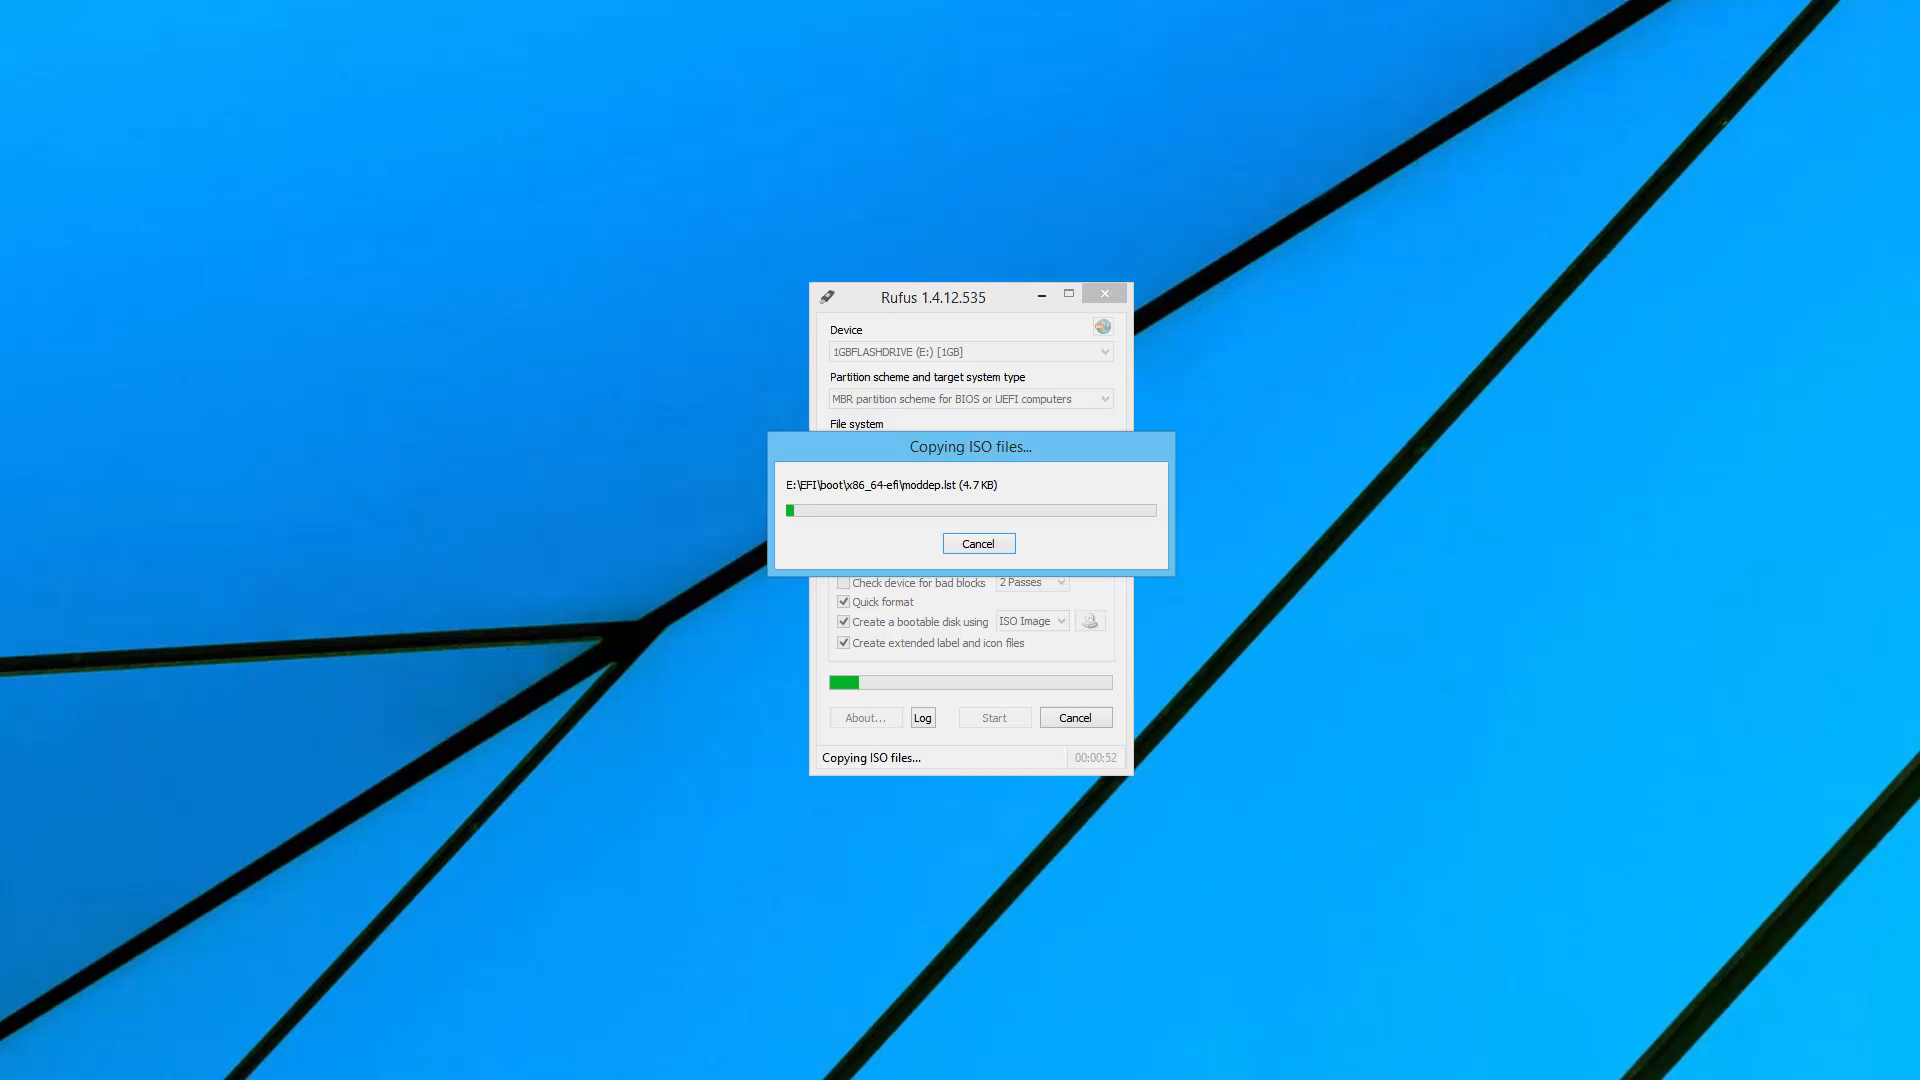 Rufus 1.4.12.535
Device
1GBFLASHDRIVE (E:) [1GB]
Partition scheme and target system type
MBR partition scheme for BIOS or UEFI computers
File system
Copying ISO files...
E:\EFI\boot\x86_64-efi\moddep.lst (4.7 KB)
Cancel
Check device for bad blocks 2 Passes
Quick format
Create a bootable disk using ISO Image
Create extended label and icon files
About... Log Start Cancel
Copying ISO files... 00:00:52